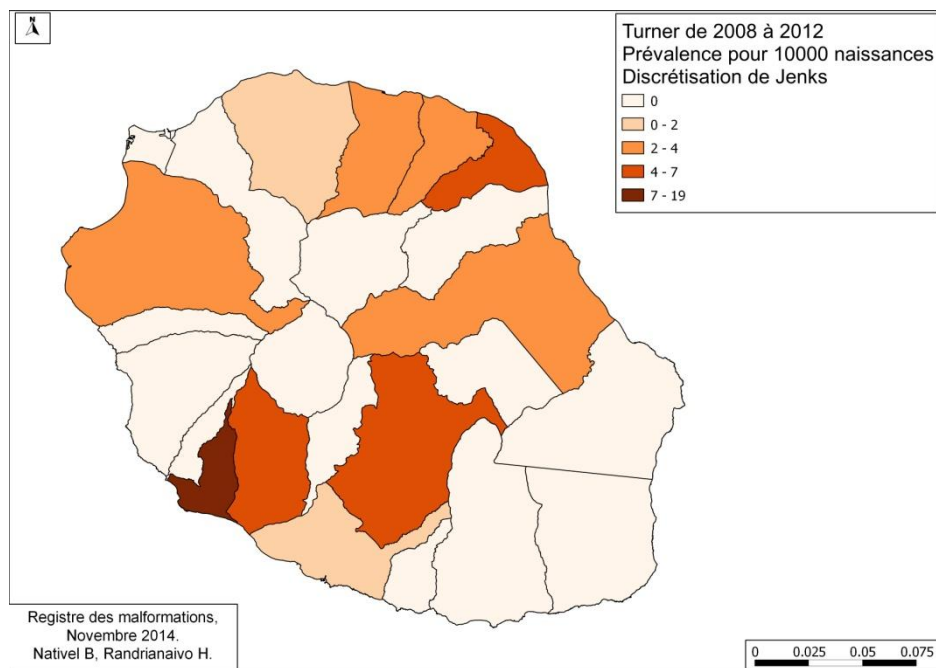 N
Turner de 2008 à 2012
Prévalence pour 10000 naissances
Discrétisation de Jenks
0
0 - 2
2 - 4
4 - 7
7 - 19
Registre des malformations,
Novembre 2014.
Nativel B, Randrianaivo H.
0 0.025 0.05 0.075